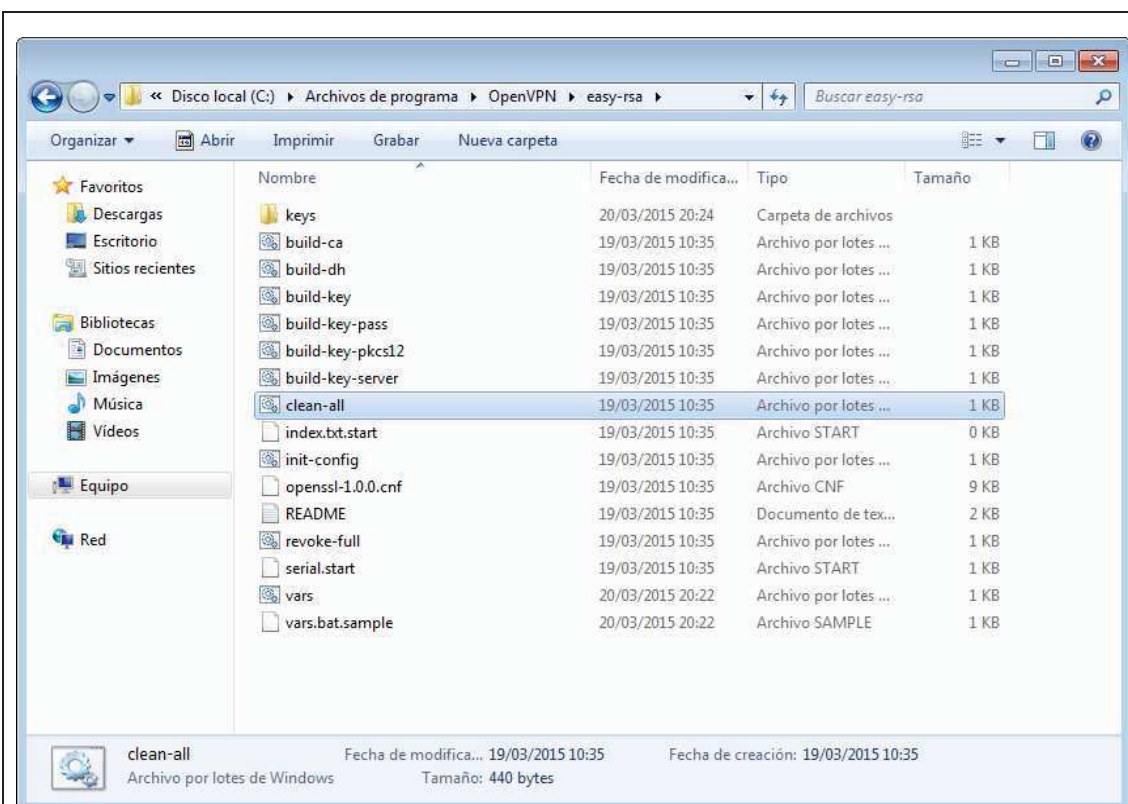 « Disco local (C:) ▸ Archivos de programa ▸ OpenVPN ▸ easy-rsa ▸ Buscar easy-rsa
Organizar Abrir Imprimir Grabar Nueva carpeta
Favoritos
Descargas
Escritorio
Sitios recientes
Bibliotecas
Documentos
Imágenes
Música
Vídeos
Equipo
Red
Nombre Fecha de modifica... Tipo Tamaño
keys 20/03/2015 20:24 Carpeta de archivos
build-ca 19/03/2015 10:35 Archivo por lotes ... 1 KB
build-dh 19/03/2015 10:35 Archivo por lotes ... 1 KB
build-key 19/03/2015 10:35 Archivo por lotes ... 1 KB
build-key-pass 19/03/2015 10:35 Archivo por lotes ... 1 KB
build-key-pkcs12 19/03/2015 10:35 Archivo por lotes ... 1 KB
build-key-server 19/03/2015 10:35 Archivo por lotes ... 1 KB
clean-all 19/03/2015 10:35 Archivo por lotes ... 1 KB
index.txt.start 19/03/2015 10:35 Archivo START 0 KB
init-config 19/03/2015 10:35 Archivo por lotes ... 1 KB
openssl-1.0.0.cnf 19/03/2015 10:35 Archivo CNF 9 KB
README 19/03/2015 10:35 Documento de tex... 2 KB
revoke-full 19/03/2015 10:35 Archivo por lotes ... 1 KB
serial.start 19/03/2015 10:35 Archivo START 1 KB
vars 20/03/2015 20:22 Archivo por lotes ... 1 KB
vars.bat.sample 20/03/2015 20:22 Archivo SAMPLE 1 KB
clean-all Fecha de modifica... 19/03/2015 10:35 Fecha de creación: 19/03/2015 10:35
Archivo por lotes de Windows Tamaño: 440 bytes